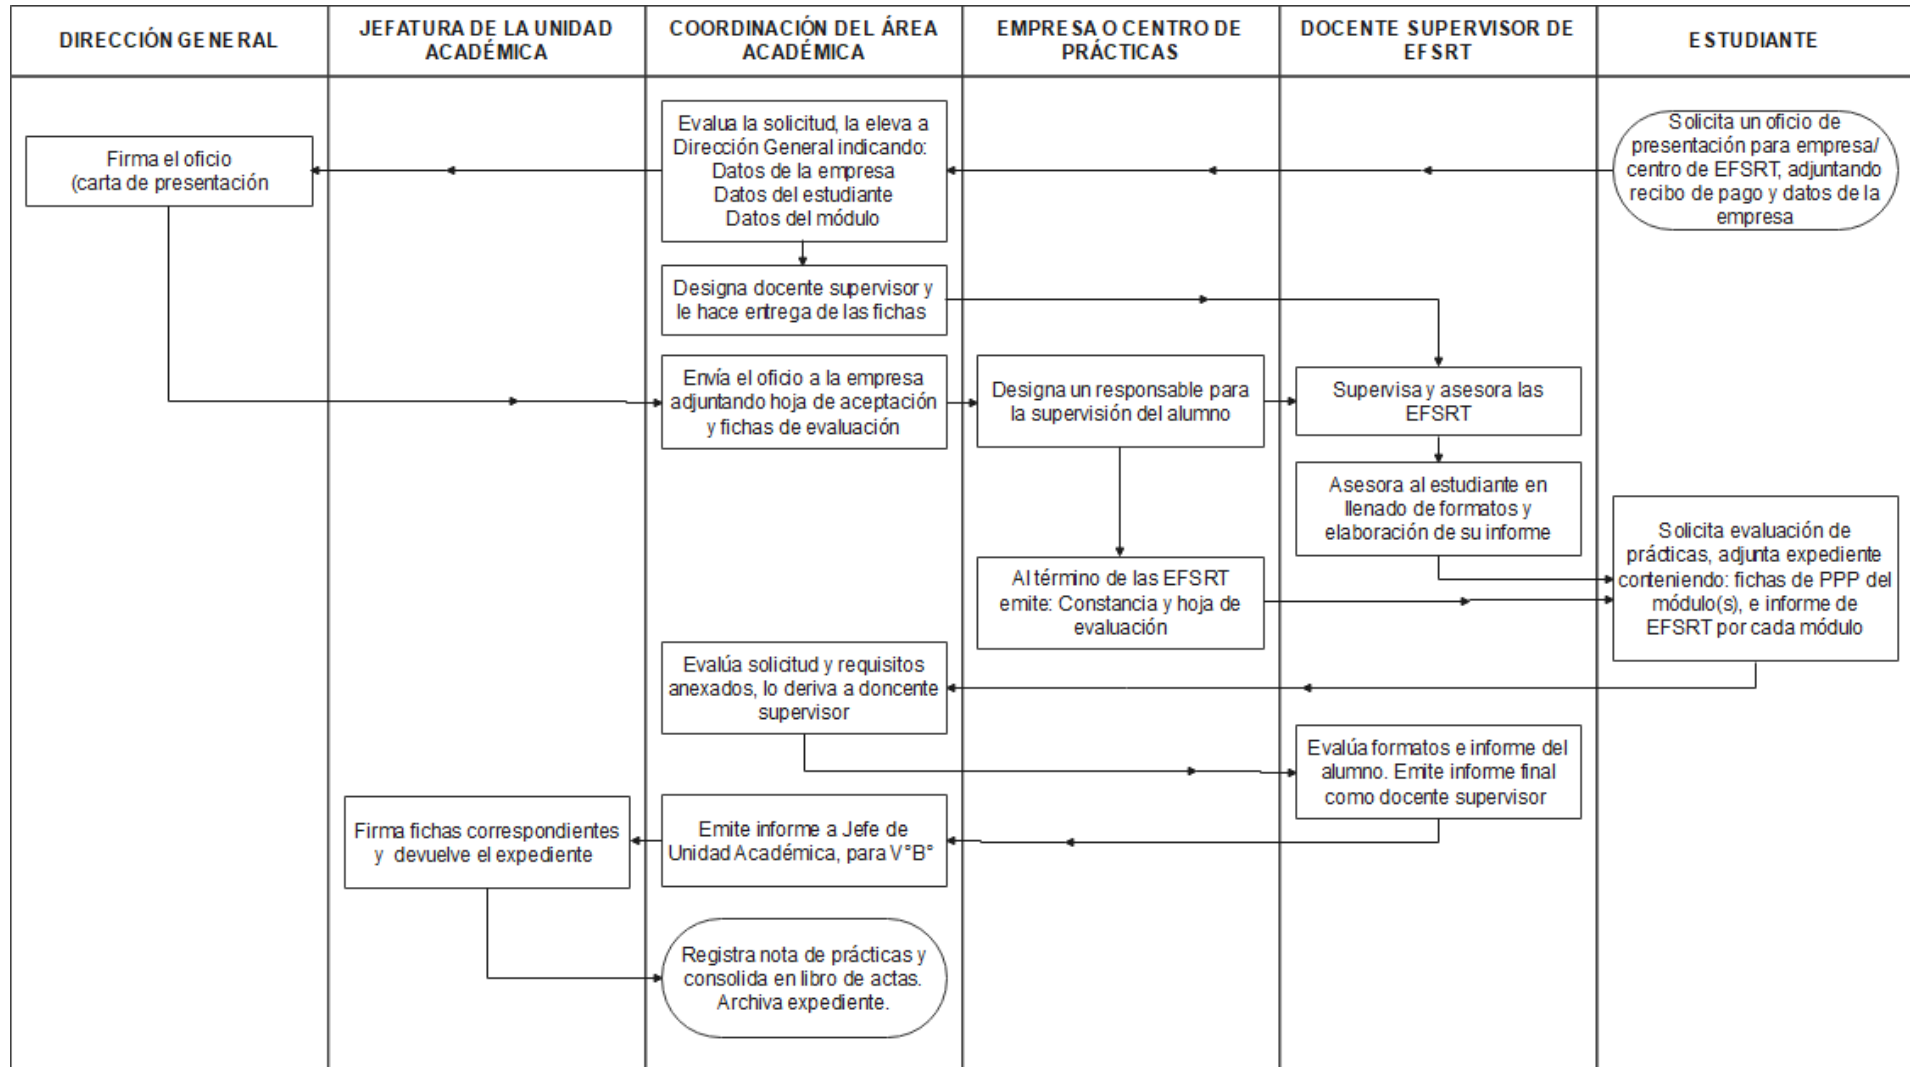 DIRECCIÓN GENERAL
JEFATURA DE LA UNIDAD
ACADÉMICA
COORDINACIÓN DEL ÁREA
ACADÉMICA
EMPRESA O CENTRO DE
PRÁCTICAS
DOCENTE SUPERVISOR DE
EFSRT
ESTUDIANTE
Solicita un oficio de
presentación para empresa/
centro de EFSRT, adjuntando
recibo de pago y datos de la
empresa
Evalua la solicitud, la eleva a
Dirección General indicando:
Datos de la empresa
Datos del estudiante
Datos del módulo
Firma el oficio
(carta de presentación
Designa docente supervisor y
le hace entrega de las fichas
Envía el oficio a la empresa
adjuntando hoja de aceptación
y fichas de evaluación
Designa un responsable para
la supervisión del alumno
Supervisa y asesora las
EFSRT
Asesora al estudiante en
llenado de formatos y
elaboración de su informe
Al término de las EFSRT
emite: Constancia y hoja de
evaluación
Solicita evaluación de
prácticas, adjunta expediente
conteniendo: fichas de PPP del
módulo(s), e informe de
EFSRT por cada módulo
Evalúa solicitud y requisitos
anexados, lo deriva a doncente
supervisor
Evalúa formatos e informe del
alumno. Emite informe final
como docente supervisor
Emite informe a Jefe de
Unidad Académica, para V°B°
Firma fichas correspondientes
y devuelve el expediente
Registra nota de prácticas y
consolida en libro de actas.
Archiva expediente.